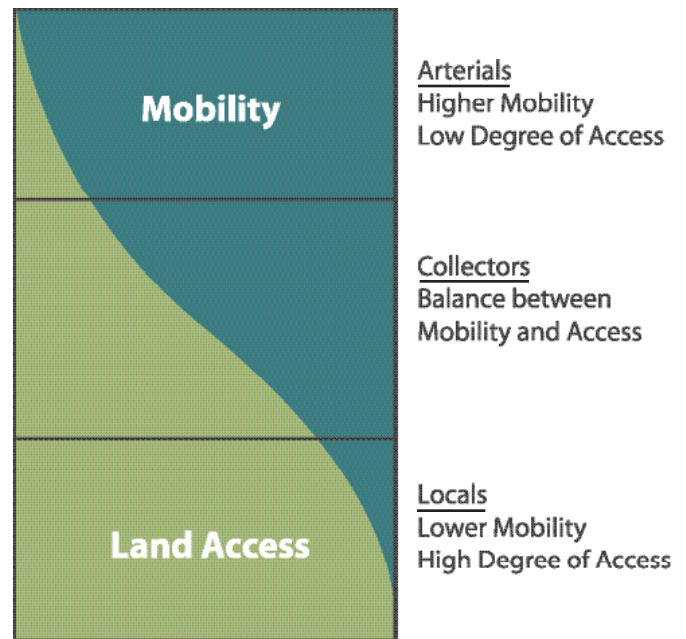 Mobility
Arterials
Higher Mobility
Low Degree of Access
Collectors
Balance between
Mobility and Access
Land Access
Locals
Lower Mobility
High Degree of Access